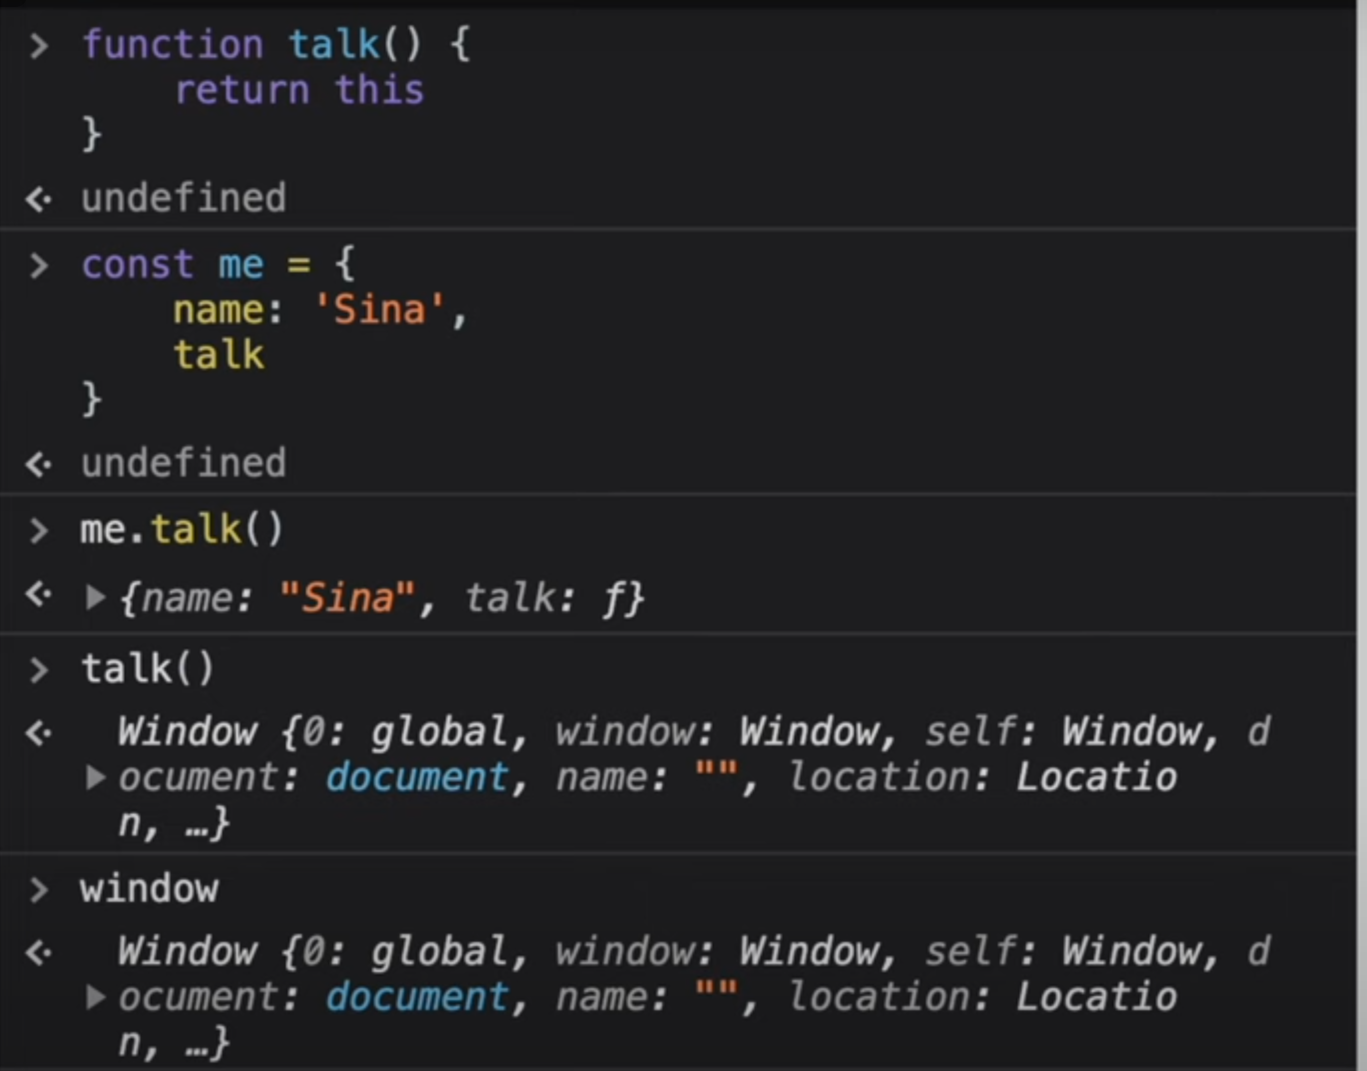 > function talk() {
return this
}
<· undefined
> const me = {
name: 'Sina',
talk
}
<· undefined
> me.talk()
<· ▶ {name: "Sina", talk: ƒ}
> talk()
<· Window {0: global, window: Window, self: Window, d
▶ ocument: document, name: "", location: Locatio
n, …}
> window
<· Window {0: global, window: Window, self: Window, d
▶ ocument: document, name: "", location: Locatio
n, …}